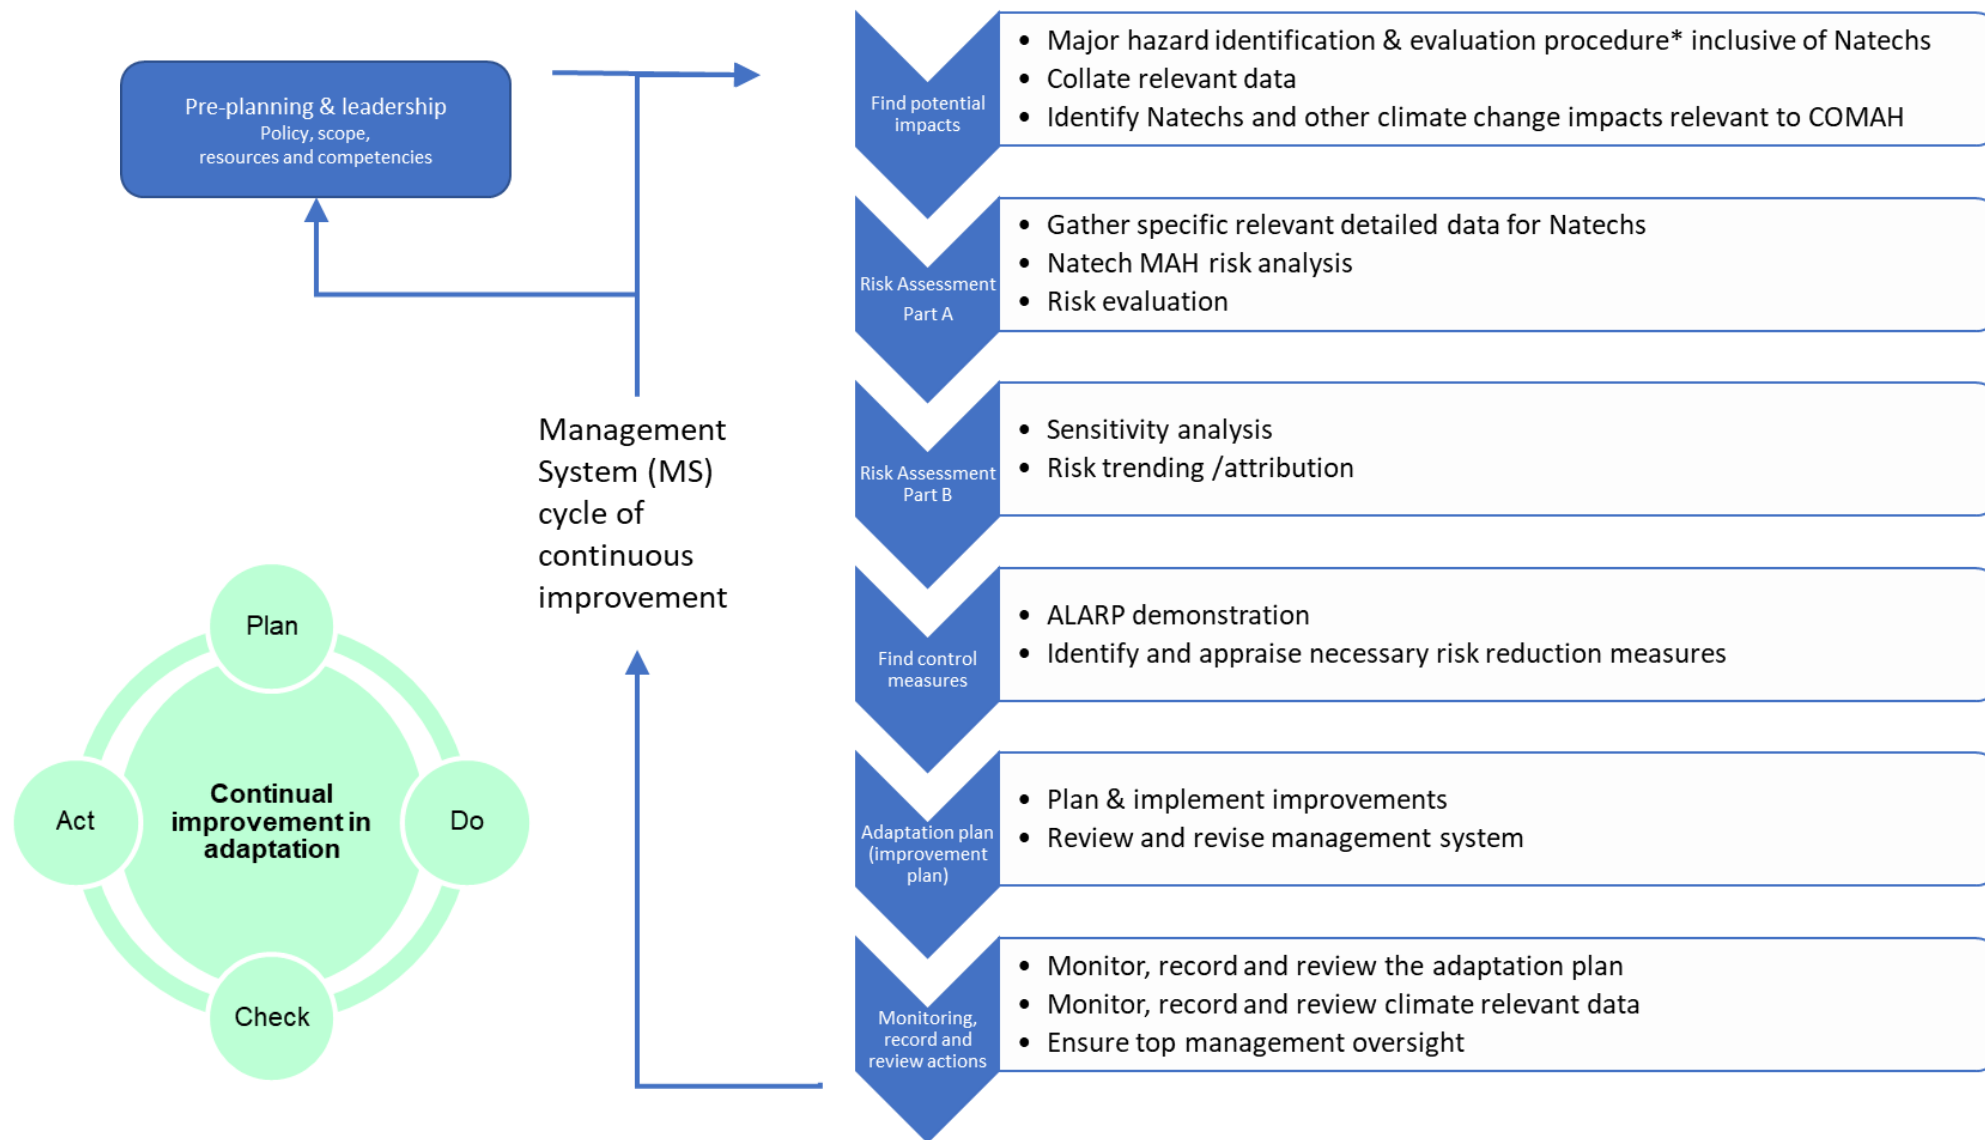 Pre-planning & leadership
Policy, scope,
resources and competencies
Management
System (MS)
cycle of
continuous
improvement
Plan
Act
Continual
improvement in
adaptation
Do
Check
Find potential
impacts
• Major hazard identification & evaluation procedure* inclusive of Natechs
• Collate relevant data
• Identify Natechs and other climate change impacts relevant to COMAH
Risk Assessment
Part A
• Gather specific relevant detailed data for Natechs
• Natech MAH risk analysis
• Risk evaluation
Risk Assessment
Part B
• Sensitivity analysis
• Risk trending /attribution
Find control
measures
• ALARP demonstration
• Identify and appraise necessary risk reduction measures
Adaptation plan
(improvement
plan)
• Plan & implement improvements
• Review and revise management system
Monitoring,
record and
review actions
• Monitor, record and review the adaptation plan
• Monitor, record and review climate relevant data
• Ensure top management oversight